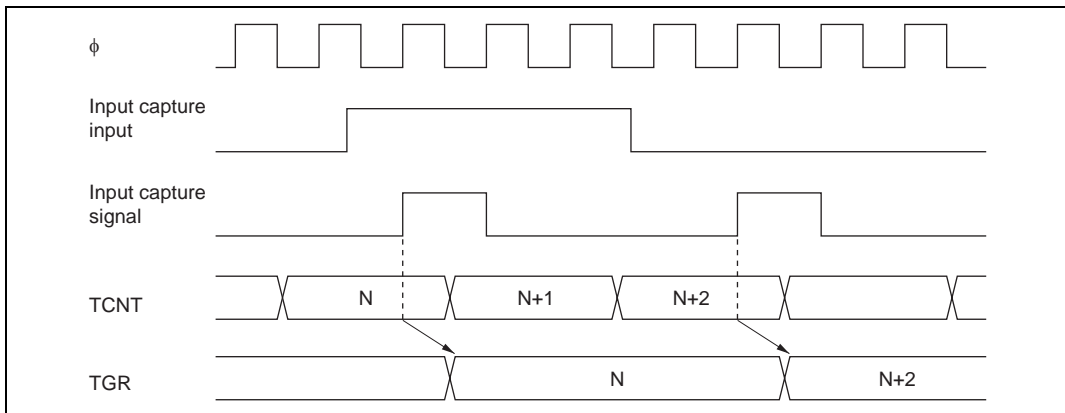 ϕ
Input capture
input
Input capture
signal
TCNT
N
N+1
N+2
TGR
N
N+2